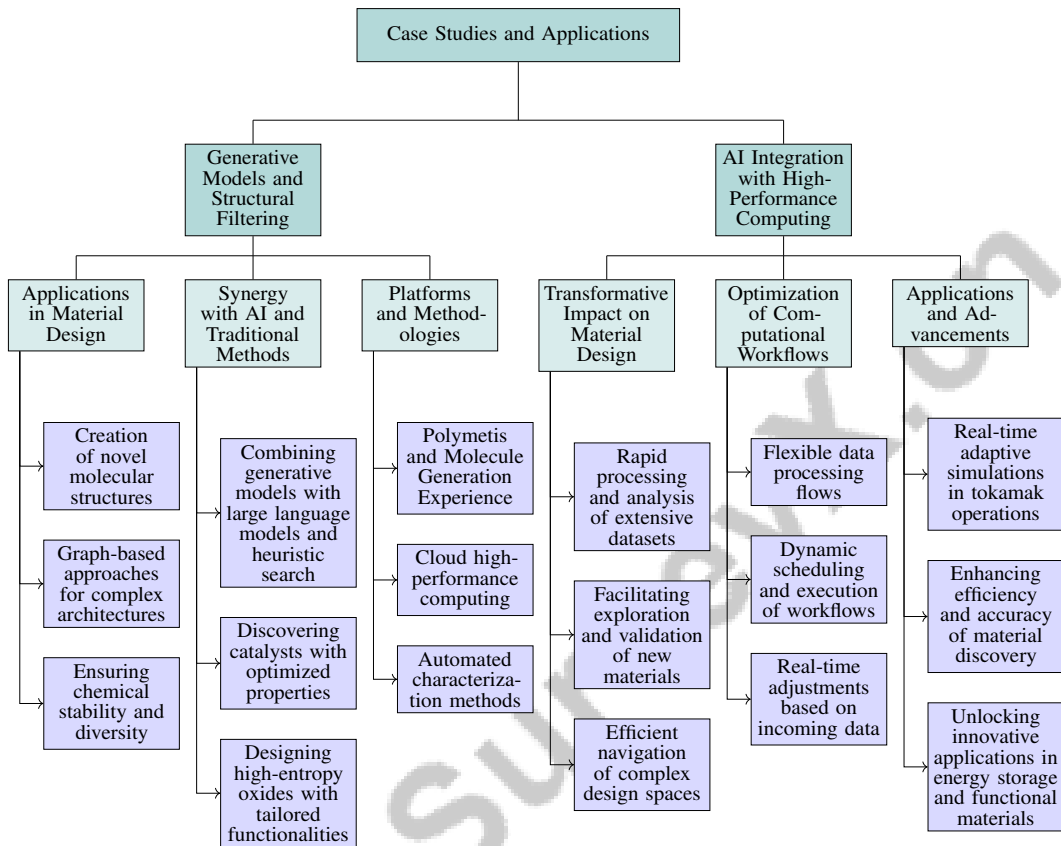 Case Studies and Applications
Generative
Models and
Structural
Filtering
AI Integration
with High-
Performance
Computing
Applications
in Material
Design
Synergy
with AI and
Traditional
Methods
Platforms
and Method-
ologies
Transformative
Impact on
Material
Design
Optimization
of Com-
putational
Workflows
Applications
and Ad-
vancements
Creation
of novel
molecular
structures
Graph-based
approaches
for complex
architectures
Ensuring
chemical
stability and
diversity
Combining
generative
models with
large language
models and
heuristic
search
Discovering
catalysts with
optimized
properties
Designing
high-entropy
oxides with
tailored
functionalities
Polymetis
and Molecule
Generation
Experience
Cloud high-
performance
computing
Automated
characteriza-
tion methods
Rapid
processing
and analysis
of extensive
datasets
Facilitating
exploration
and validation
of new
materials
Efficient
navigation
of complex
design spaces
Flexible data
processing
flows
Dynamic
scheduling
and execution
of workflows
Real-time
adjustments
based on
incoming data
Real-time
adaptive
simulations
in tokamak
operations
Enhancing
efficiency
and accuracy
of material
discovery
Unlocking
innovative
applications in
energy storage
and functional
materials